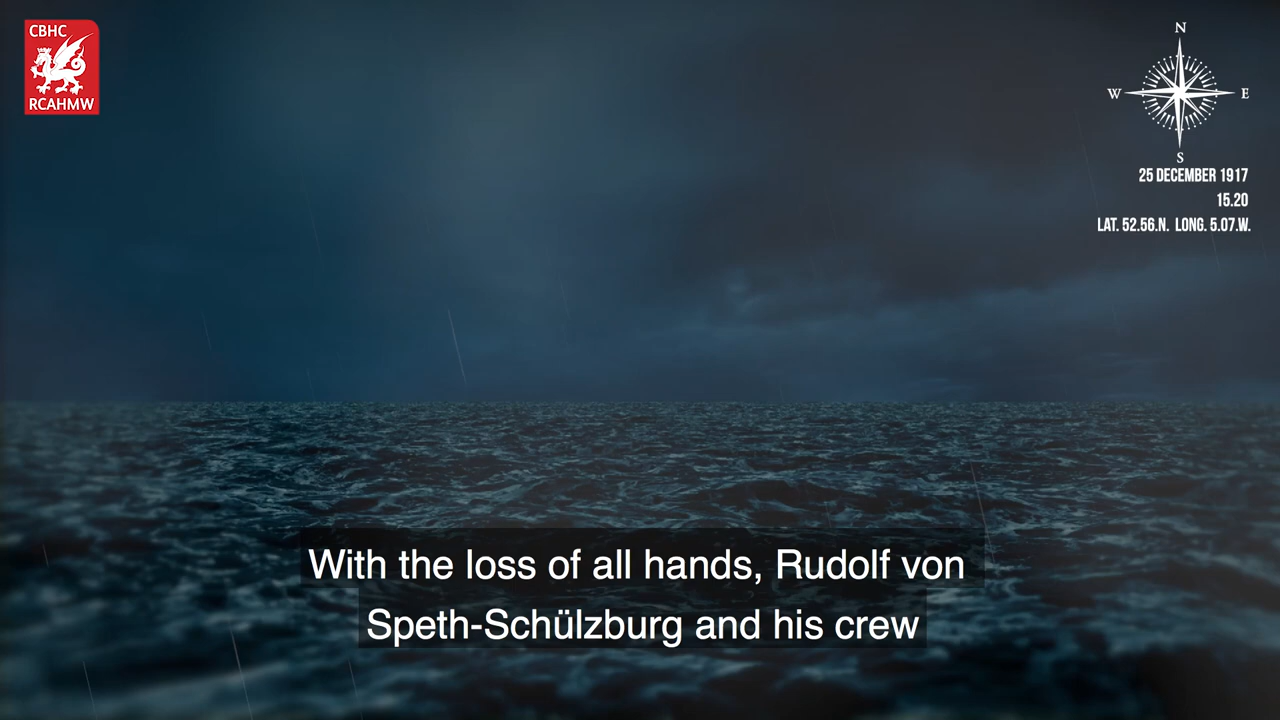 CBHC
RCAHMW
N
W E
S
25 DECEMBER 1917
15.20
LAT. 52.56.N. LONG. 5.07.W.
With the loss of all hands, Rudolf von
Speth-Schülzburg and his crew